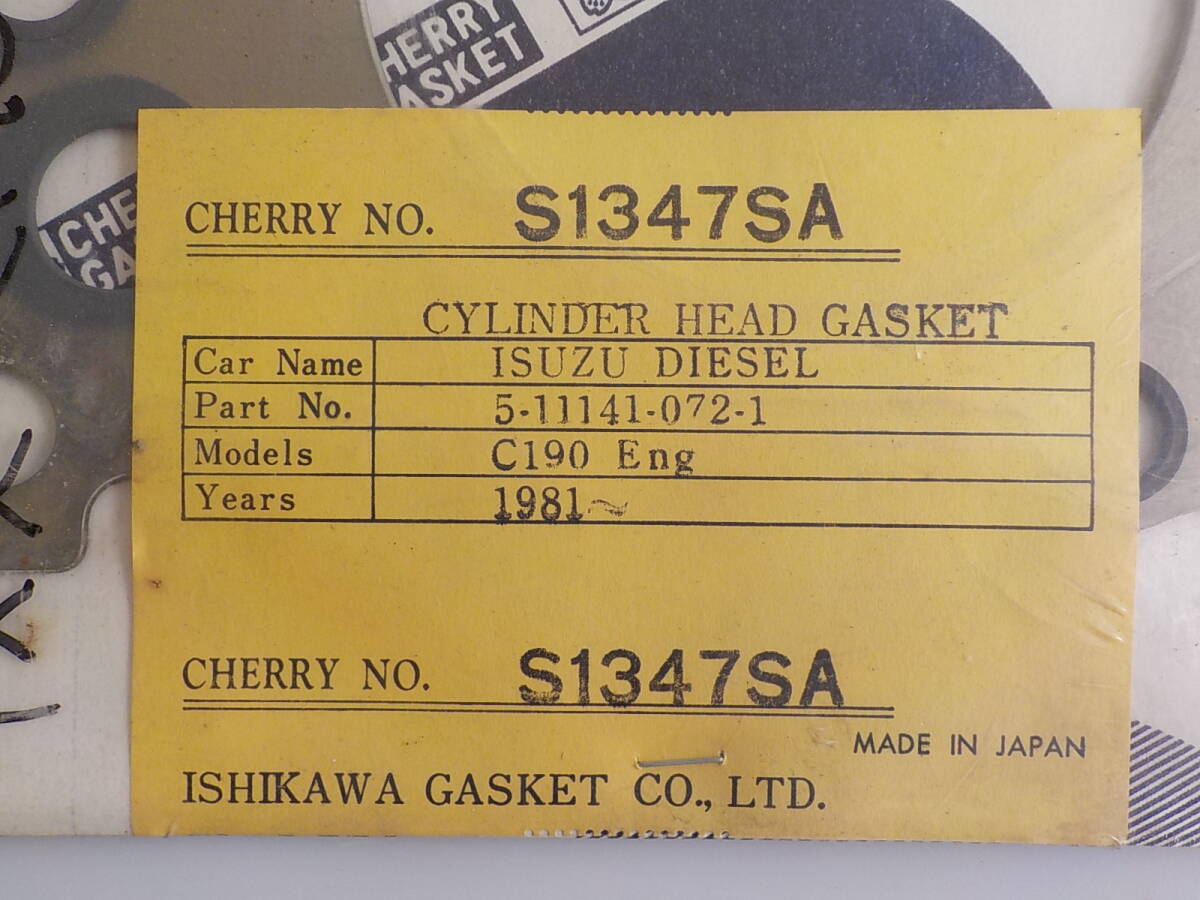 HERRY
ASKET
CHE
GA
CHERRY NO. S1347SA
CYLINDER HEAD GASKET
Car Name ISUZU DIESEL
Part No. 5-11141-072-1
Models C190 Eng
Years 1981~
CHERRY NO. S1347SA
MADE IN JAPAN
ISHIKAWA GASKET CO., LTD.